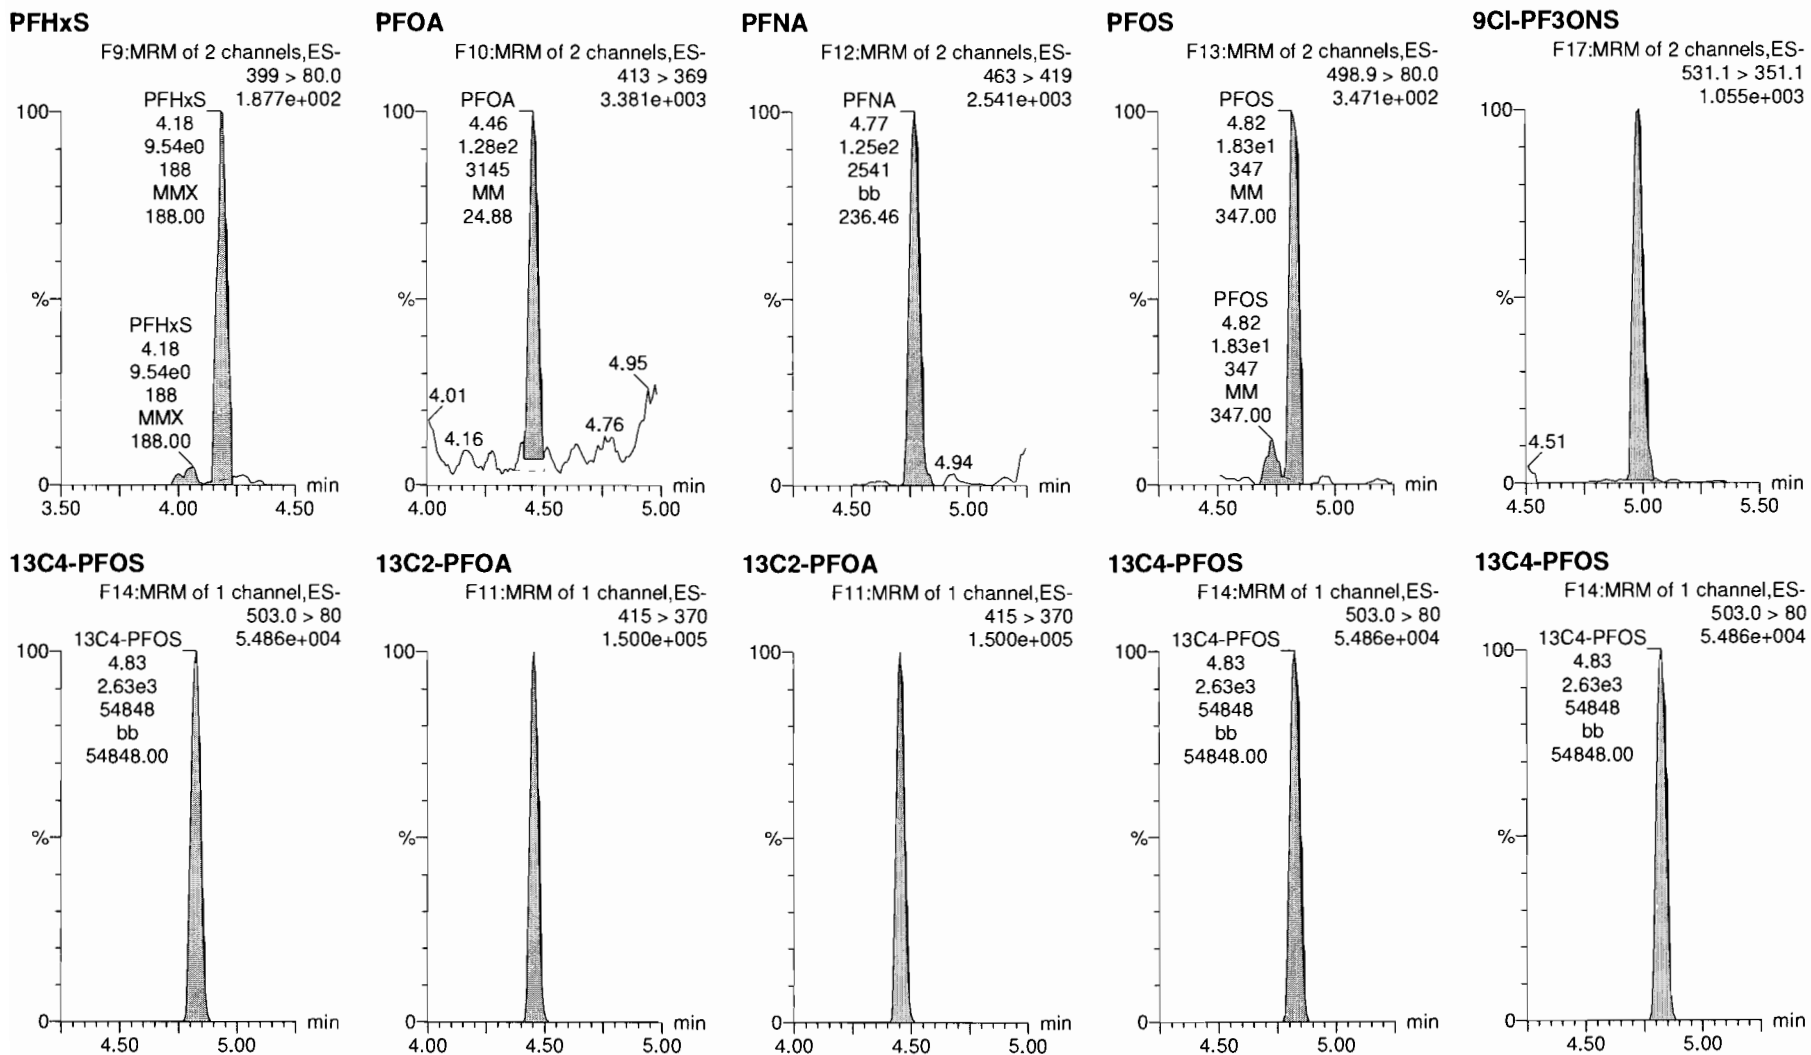 PFHxS
F9:MRM of 2 channels,ES-
399 > 80.0
1.877e+002
100
PFHxS
4.18
9.54e0
188
MMX
188.00
%
PFHxS
4.18
9.54e0
188
MMX
188.00
0
min
3.50 4.00 4.50
PFOA
F10:MRM of 2 channels,ES-
413 > 369
3.381e+003
100
PFOA
4.46
1.28e2
3145
MM
24.88
%
4.01
4.16
4.76
4.95
0
min
4.00 4.50 5.00
PFNA
F12:MRM of 2 channels,ES-
463 > 419
2.541e+003
100
PFNA
4.77
1.25e2
2541
bb
236.46
%
4.94
0
min
4.50 5.00
PFOS
F13:MRM of 2 channels,ES-
498.9 > 80.0
3.471e+002
100
PFOS
4.82
1.83e1
347
MM
347.00
%
PFOS
4.82
1.83e1
347
MM
347.00
0
min
4.50 5.00
9Cl-PF3ONS
F17:MRM of 2 channels,ES-
531.1 > 351.1
1.055e+003
100
%
4.51
0
min
4.50 5.00 5.50
13C4-PFOS
F14:MRM of 1 channel,ES-
503.0 > 80
5.486e+004
100
13C4-PFOS
4.83
2.63e3
54848
bb
54848.00
%
0
min
4.50 5.00
13C2-PFOA
F11:MRM of 1 channel,ES-
415 > 370
1.500e+005
100
%
0
min
4.00 4.50 5.00
13C2-PFOA
F11:MRM of 1 channel,ES-
415 > 370
1.500e+005
100
%
0
min
4.00 4.50 5.00
13C4-PFOS
F14:MRM of 1 channel,ES-
503.0 > 80
5.486e+004
100
13C4-PFOS
4.83
2.63e3
54848
bb
54848.00
%
0
min
4.50 5.00
13C4-PFOS
F14:MRM of 1 channel,ES-
503.0 > 80
5.486e+004
100
13C4-PFOS
4.83
2.63e3
54848
bb
54848.00
%
0
min
4.50 5.00